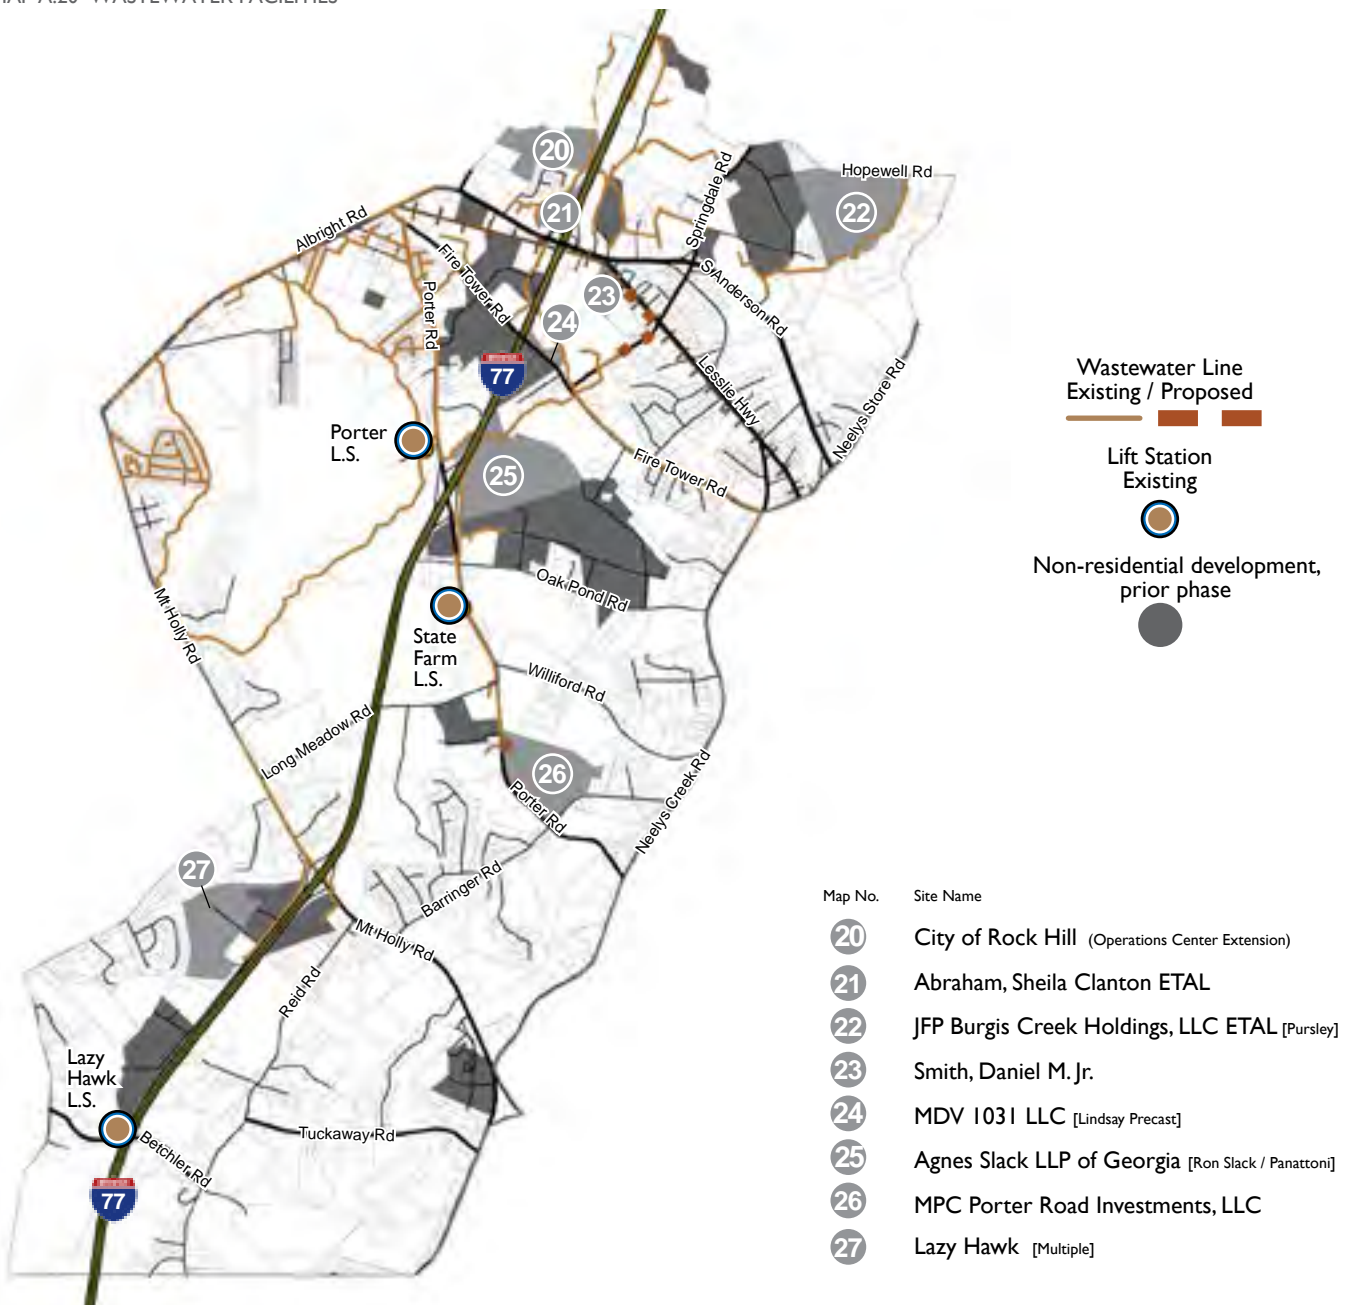 MAP A.20 WASTEWATER FACILITIES
20
Hopewell Rd
Springdale Rd
21
22
Albright Rd
Fire Tower Rd
S Anderson Rd
Porter Rd
23
24
77
Lesslie Hwy
Neelys Store Rd
Porter
L.S.
25
Fire Tower Rd
Oak Pond Rd
Mt Holly Rd
State
Farm
L.S.
Williford Rd
Long Meadow Rd
26
Porter Rd
Neelys Creek Rd
27
Barringer Rd
Mt Holly Rd
Reid Rd
Lazy
Hawk
L.S.
Tuckaway Rd
Betchler Rd
77
Wastewater Line
Existing / Proposed
Lift Station
Existing
Non-residential development,
prior phase
Map No. Site Name
20 City of Rock Hill (Operations Center Extension)
21 Abraham, Sheila Clanton ETAL
22 JFP Burgis Creek Holdings, LLC ETAL [Pursley]
23 Smith, Daniel M. Jr.
24 MDV 1031 LLC [Lindsay Precast]
25 Agnes Slack LLP of Georgia [Ron Slack / Panattoni]
26 MPC Porter Road Investments, LLC
27 Lazy Hawk [Multiple]